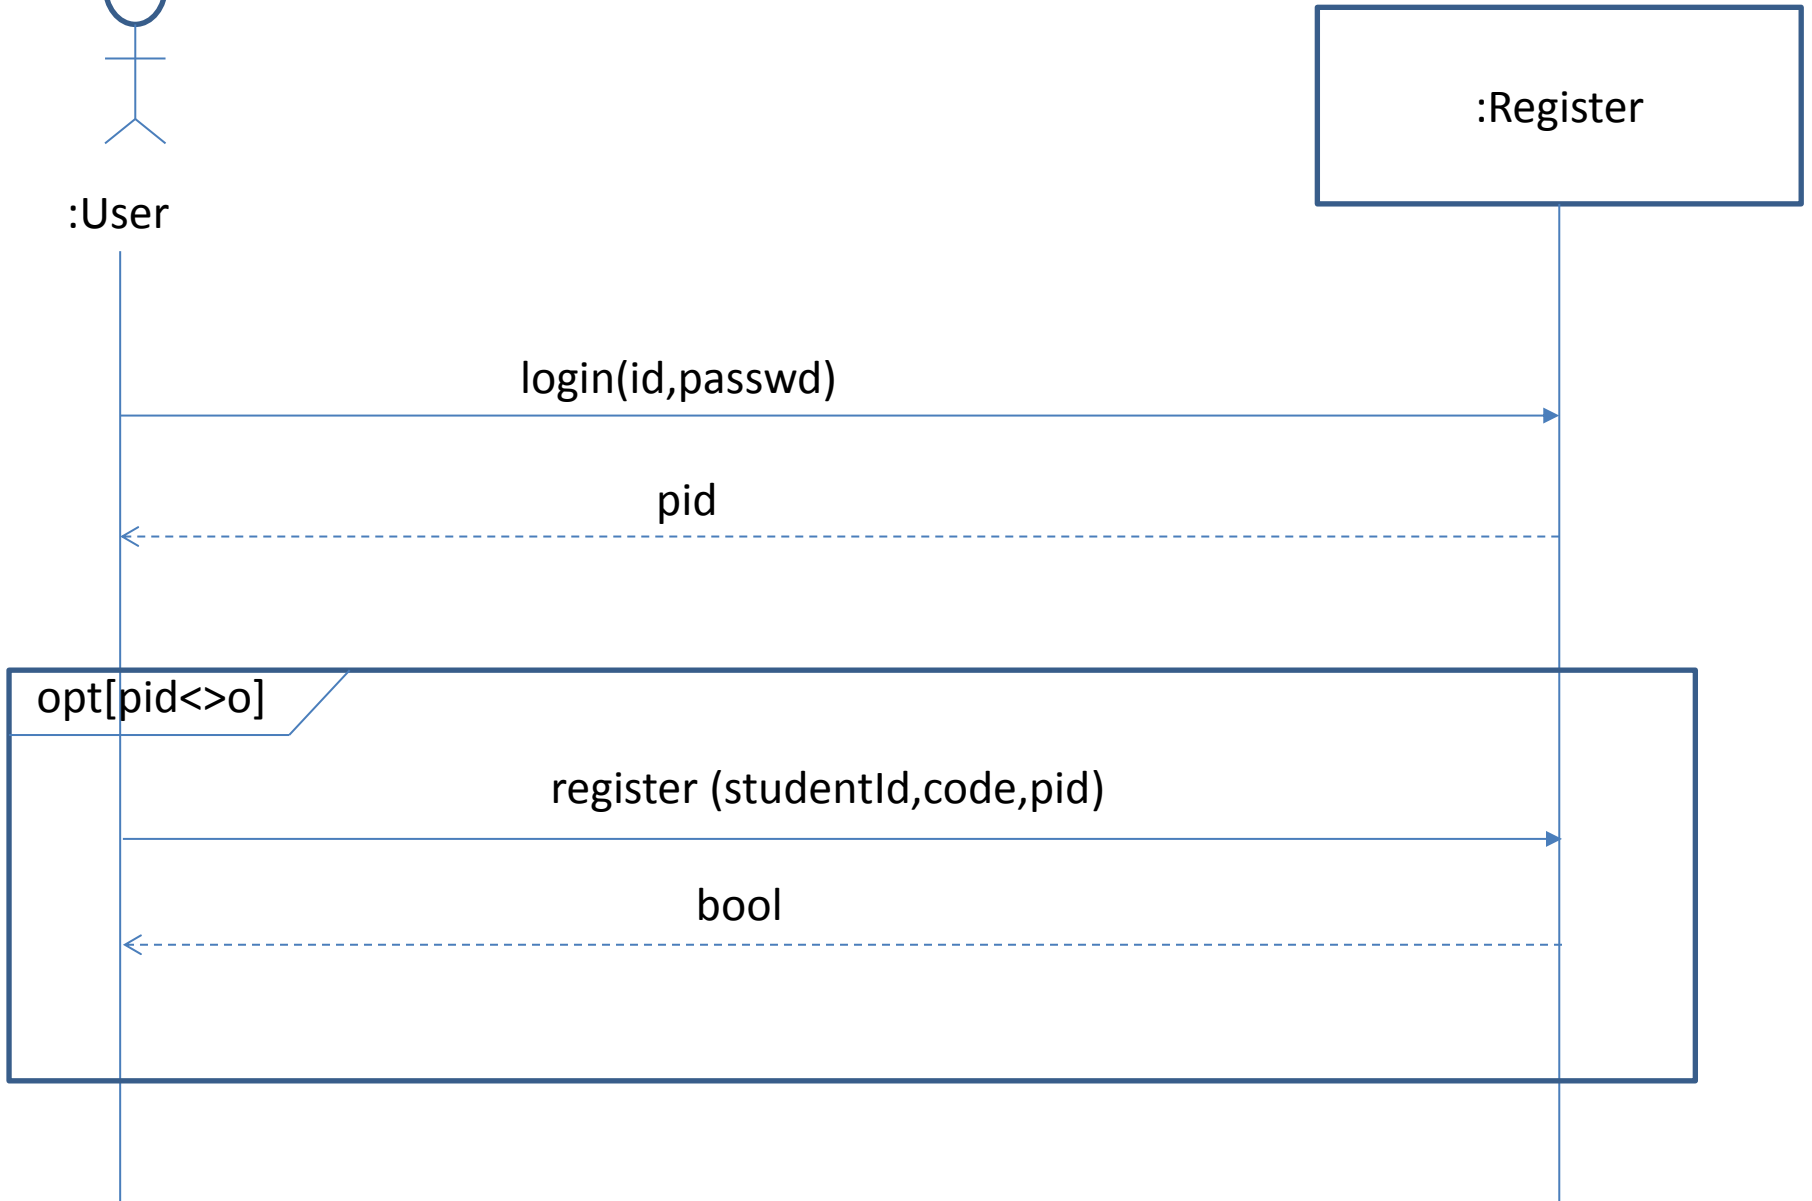 :Register
:User
login(id,passwd)
pid
opt[pid<>o]
register (studentId,code,pid)
bool